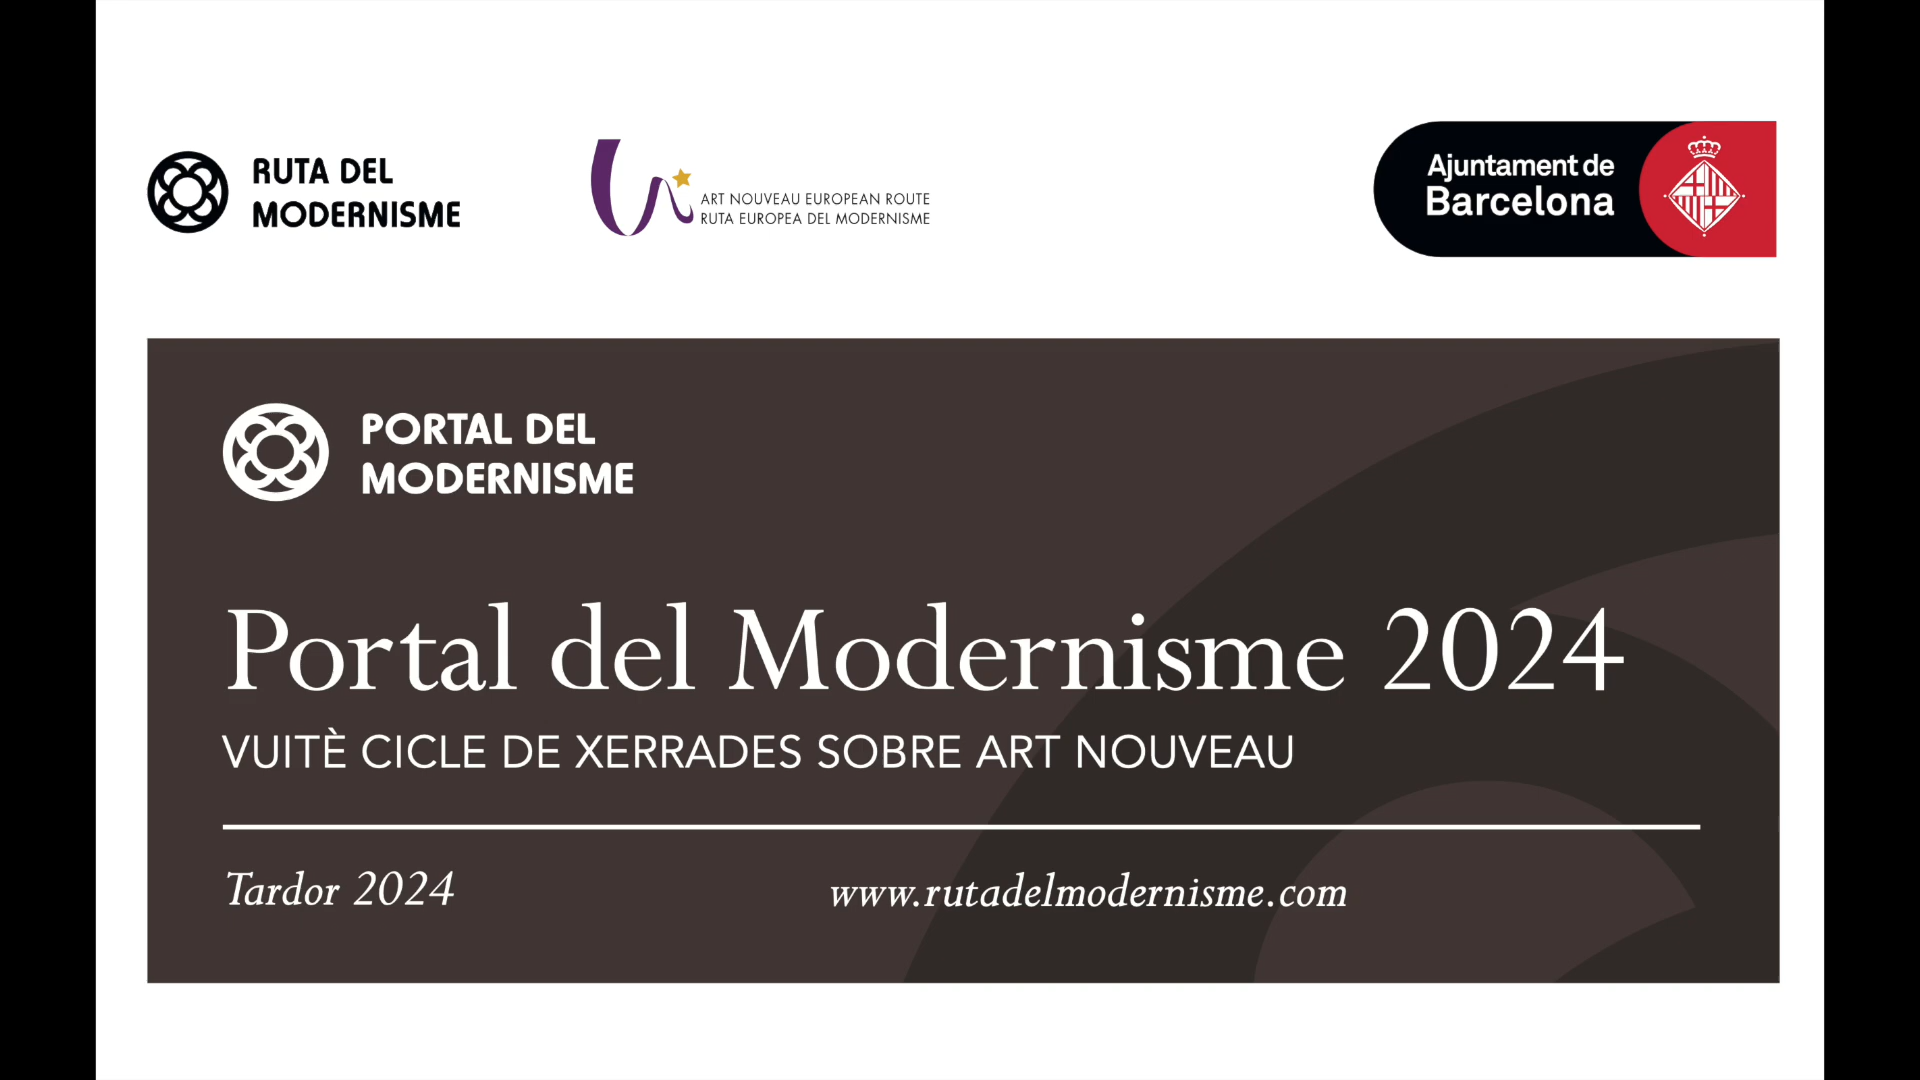 RUTA DEL
MODERNISME
ART NOUVEAU EUROPEAN ROUTE
RUTA EUROPEA DEL MODERNISME
Ajuntament de
Barcelona
PORTAL DEL
MODERNISME
Portal del Modernisme 2024
VUITÈ CICLE DE XERRADES SOBRE ART NOUVEAU
Tardor 2024
www.rutadelmodernisme.com